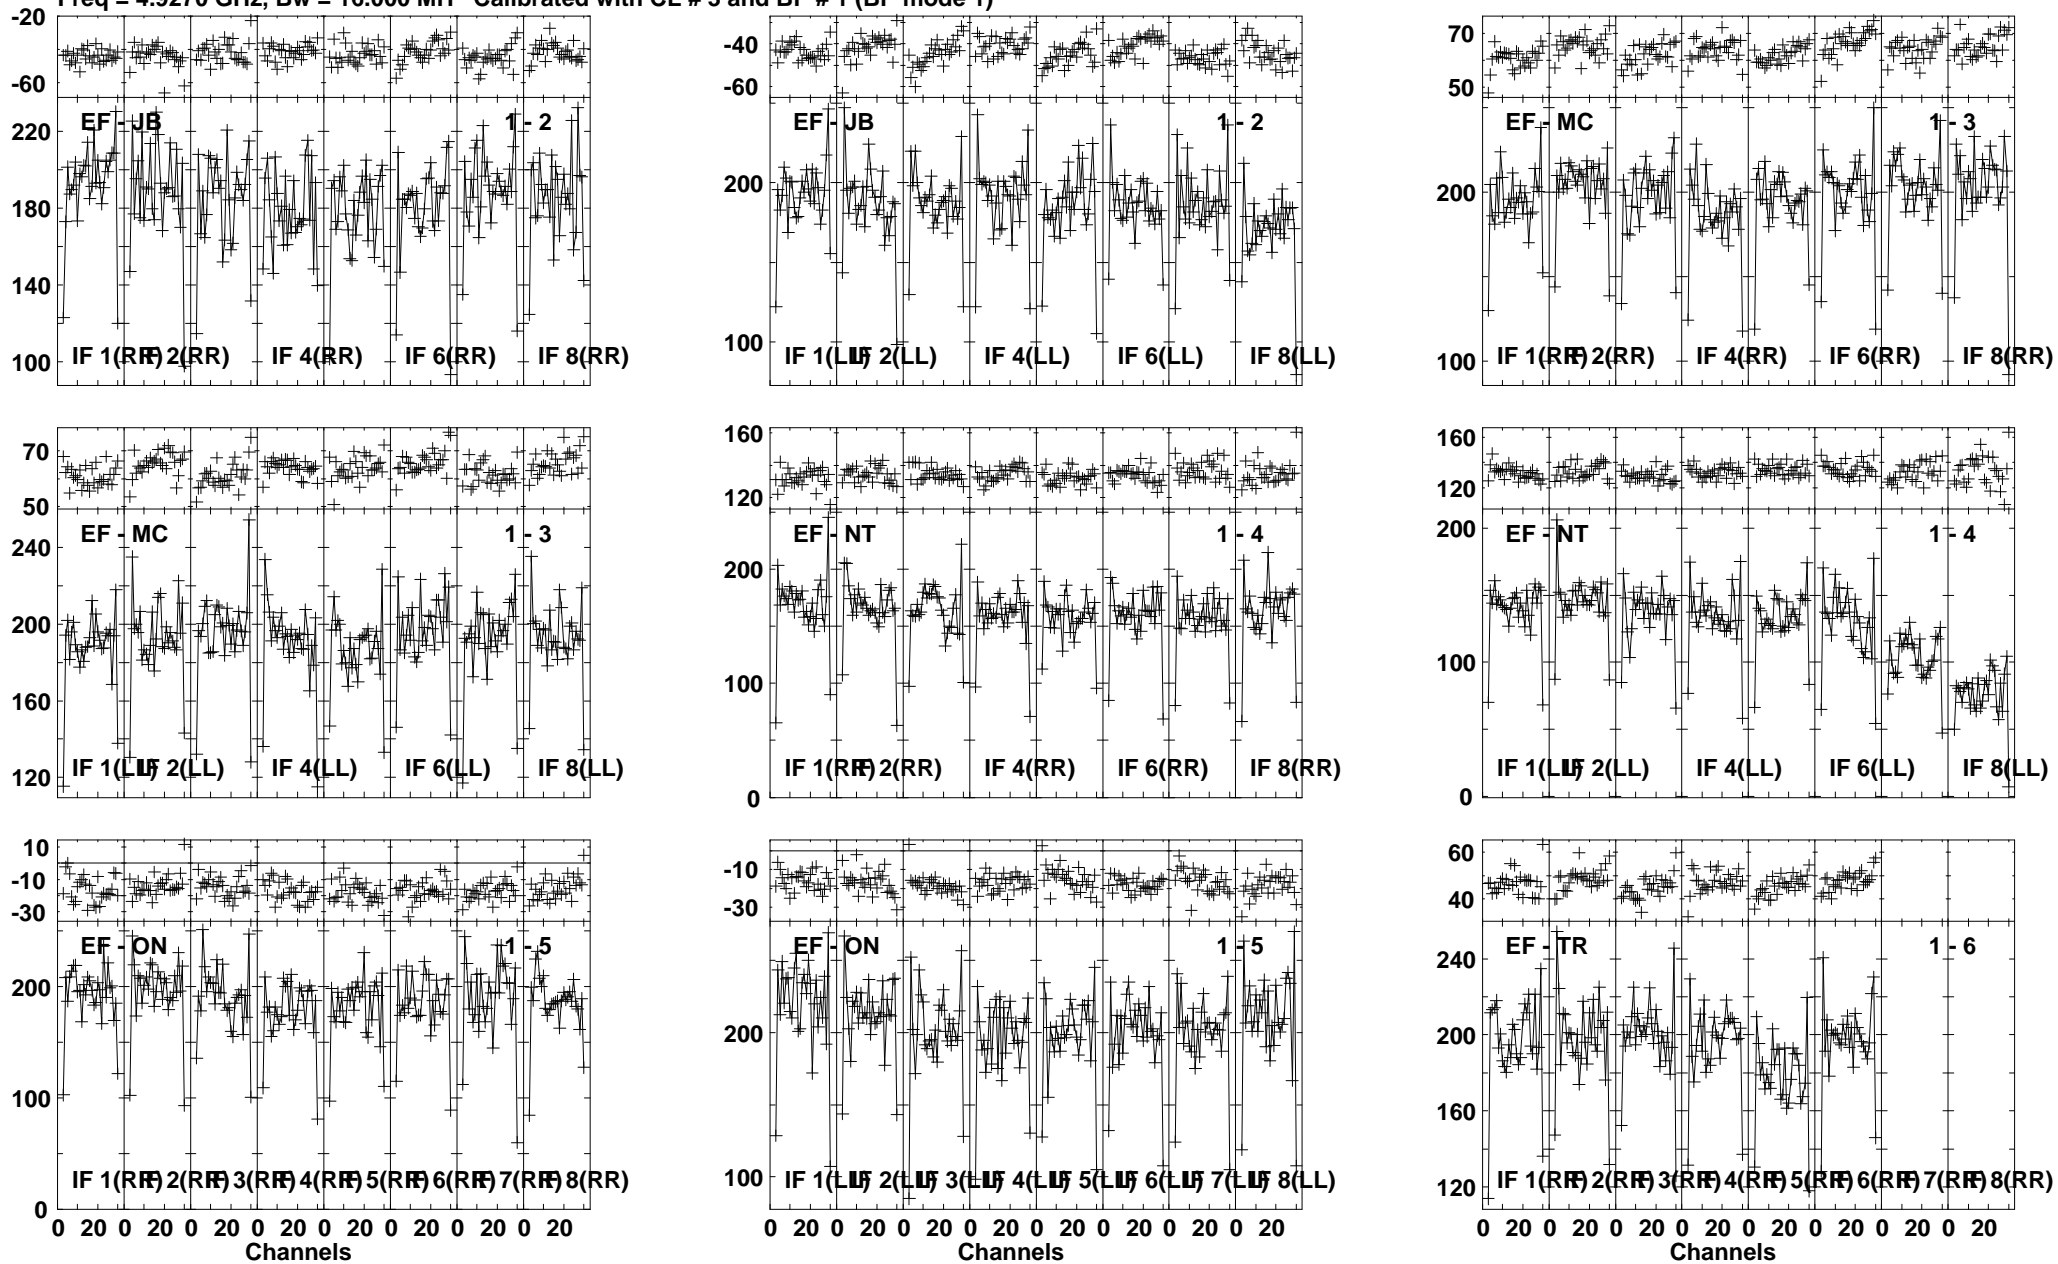 Freq = 4.9270 GHz, Bw = 16.000 MH Calibrated with CL # 3 and BP # 1 (BP mode 1)
-20
-60
220
180
140
100
EF - JB 1 - 2
IF 1(RR) IF 2(RR) IF 4(RR) IF 6(RR) IF 8(RR)
-40
-60
200
100
EF - JB 1 - 2
IF 1(LL) IF 2(LL) IF 4(LL) IF 6(LL) IF 8(LL)
70
50
200
100
EF - MC 1 - 3
IF 1(RR) IF 2(RR) IF 4(RR) IF 6(RR) IF 8(RR)
70
50
240
200
160
120
EF - MC 1 - 3
IF 1(LL) IF 2(LL) IF 4(LL) IF 6(LL) IF 8(LL)
160
120
200
100
0
EF - NT 1 - 4
IF 1(RR) IF 2(RR) IF 4(RR) IF 6(RR) IF 8(RR)
160
120
200
100
0
EF - NT 1 - 4
IF 1(LL) IF 2(LL) IF 4(LL) IF 6(LL) IF 8(LL)
10
-10
-30
200
100
0
EF - ON 1 - 5
IF 1(RR) IF 2(RR) IF 3(RR) IF 4(RR) IF 5(RR) IF 6(RR) IF 7(RR) IF 8(RR)
0 20 0 20 0 20 0 20 0 20 0 20 0 20 0 20
Channels
-10
-30
200
100
EF - ON 1 - 5
IF 1(LL) IF 2(LL) IF 3(LL) IF 4(LL) IF 5(LL) IF 6(LL) IF 7(LL) IF 8(LL)
0 20 0 20 0 20 0 20 0 20 0 20 0 20 0 20
Channels
60
40
240
200
160
120
EF - TR 1 - 6
IF 1(RR) IF 2(RR) IF 3(RR) IF 4(RR) IF 5(RR) IF 6(RR) IF 7(RR) IF 8(RR)
0 20 0 20 0 20 0 20 0 20 0 20 0 20 0 20
Channels